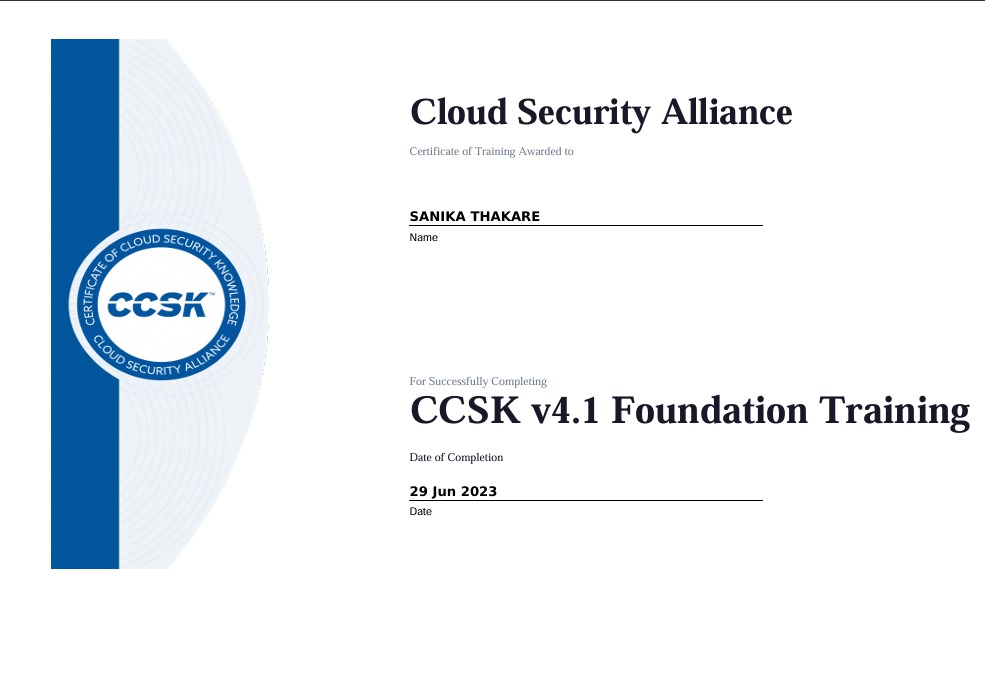 Cloud Security Alliance
Certificate of Training Awarded to
SANIKA THAKARE
Name
CERTIFICATE OF CLOUD SECURITY KNOWLEDGE
CCSK™
CLOUD SECURITY ALLIANCE
For Successfully Completing
CCSK v4.1 Foundation Training
Date of Completion
29 Jun 2023
Date